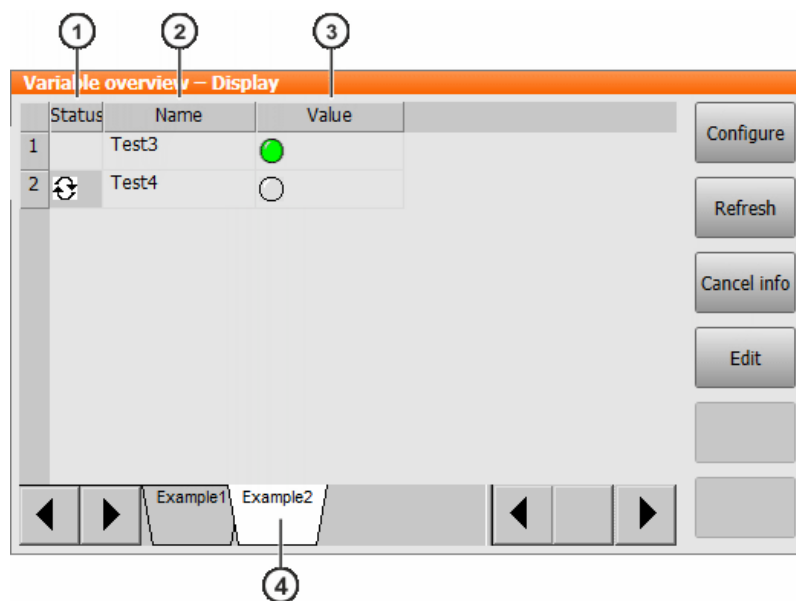 1 2 3
Variable overview – Display
Status Name Value
Configure
1 Test3
2 Test4
Refresh
Cancel info
Edit
Example1 Example2
4